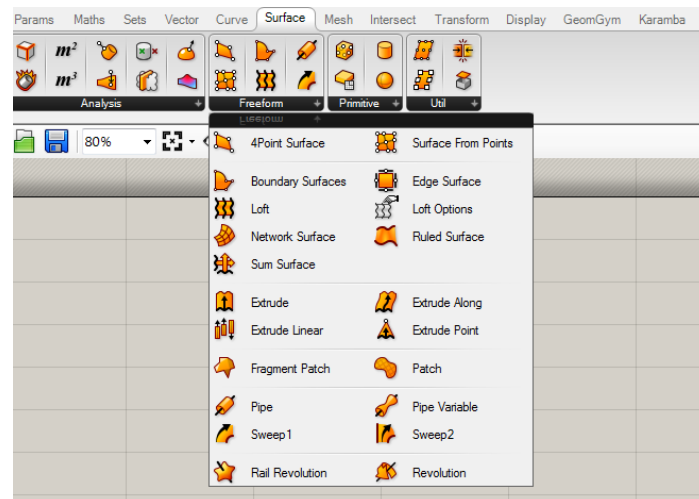 Params Maths Sets Vector Curve Surface Mesh Intersect Transform Display GeomGym Karamba
m²
m³
Analysis Freeform Primitive Util
Freeform
80%
4Point Surface Surface From Points
Boundary Surfaces Edge Surface
Loft Loft Options
Network Surface Ruled Surface
Sum Surface
Extrude Extrude Along
Extrude Linear Extrude Point
Fragment Patch Patch
Pipe Pipe Variable
Sweep1 Sweep2
Rail Revolution Revolution